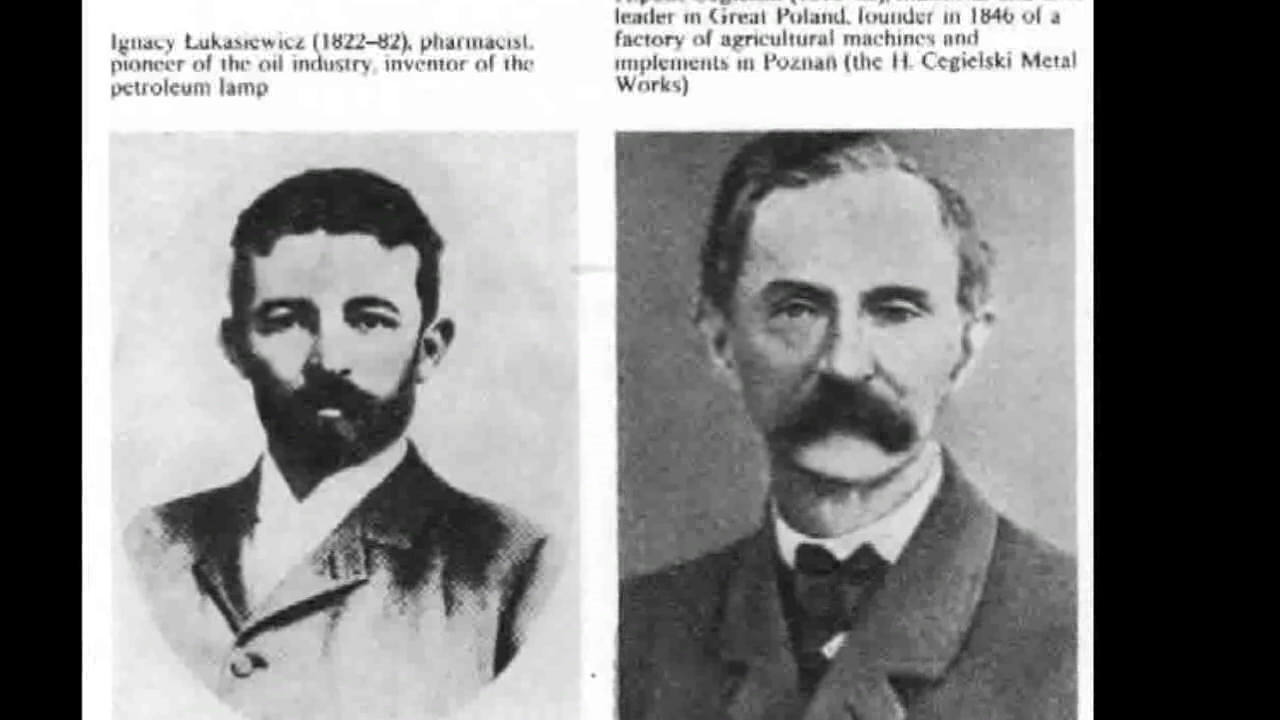 Ignacy Łukasiewicz (1822–82), pharmacist,
pioneer of the oil industry, inventor of the
petroleum lamp
leader in Great Poland, founder in 1846 of a
factory of agricultural machines and
implements in Poznań (the H. Cegielski Metal
Works)